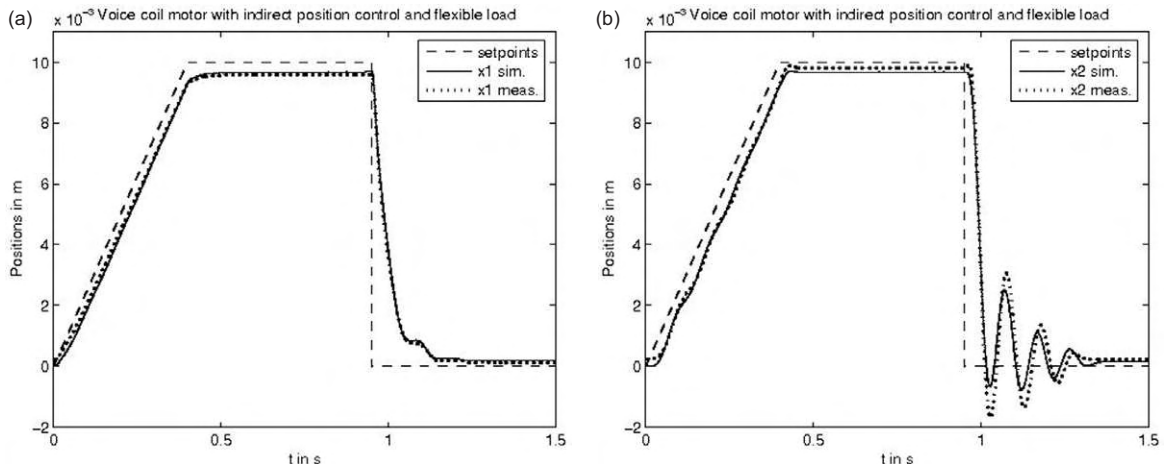 (a)
× 10⁻³ Voice coil motor with indirect position control and flexible load
setpoints
x1 sim.
x1 meas.
10
8
6
4
2
0
−2
Positions in m
0
0.5
1
1.5
t in s
(b)
× 10⁻³ Voice coil motor with indirect position control and flexible load
setpoints
x2 sim.
x2 meas.
10
8
6
4
2
0
−2
Positions in m
0
0.5
1
1.5
t in s